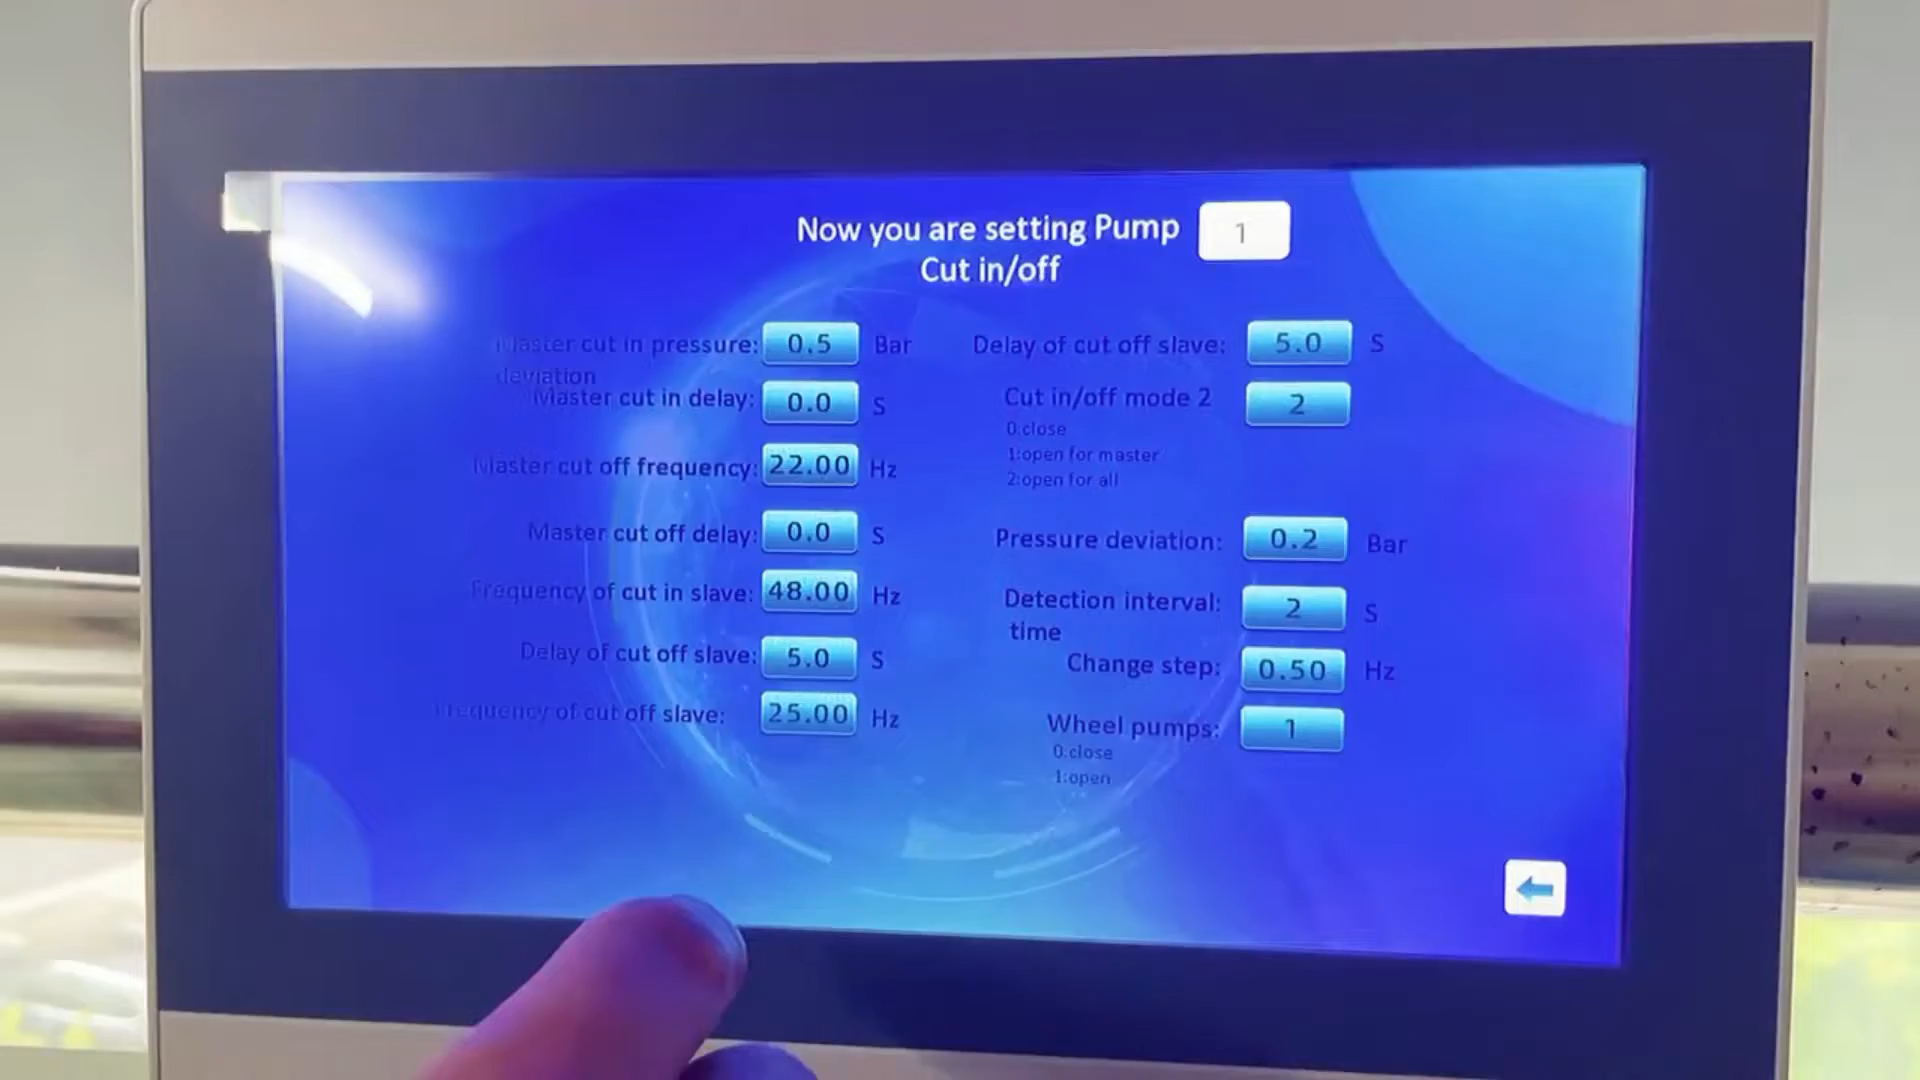 Now you are setting Pump 1
Cut in/off
Master cut in pressure: 0.5 Bar
deviation
Master cut in delay: 0.0 S
Master cut off frequency: 22.00 Hz
Master cut off delay: 0.0 S
Frequency of cut in slave: 48.00 Hz
Delay of cut off slave: 5.0 S
Frequency of cut off slave: 25.00 Hz
Delay of cut off slave: 5.0 S
Cut in/off mode 2 2
0:close
1:open for master
2:open for all
Pressure deviation: 0.2 Bar
Detection interval: 2 S
time
Change step: 0.50 Hz
Wheel pumps: 1
0:close
1:open